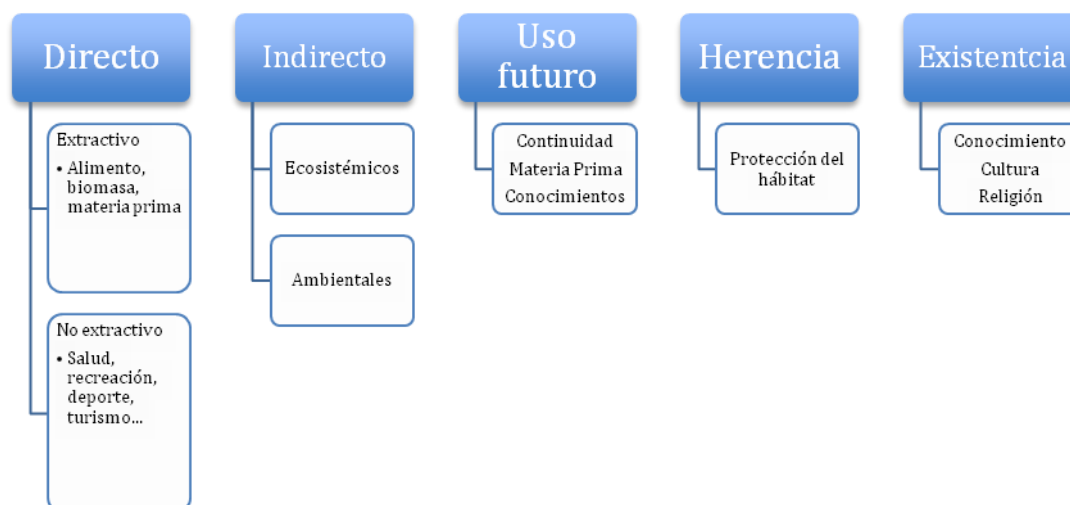 Directo
Extractivo
• Alimento,
biomasa,
materia prima
No extractivo
• Salud,
recreación,
deporte,
turismo...
Indirecto
Ecosistémicos
Ambientales
Uso
futuro
Continuidad
Materia Prima
Conocimientos
Herencia
Protección del
hábitat
Existentcia
Conocimiento
Cultura
Religión